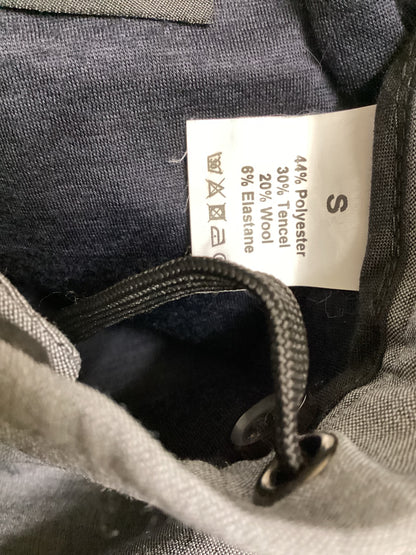 S
44% Polyester
30% Tencel
20% Wool
6% Elastane